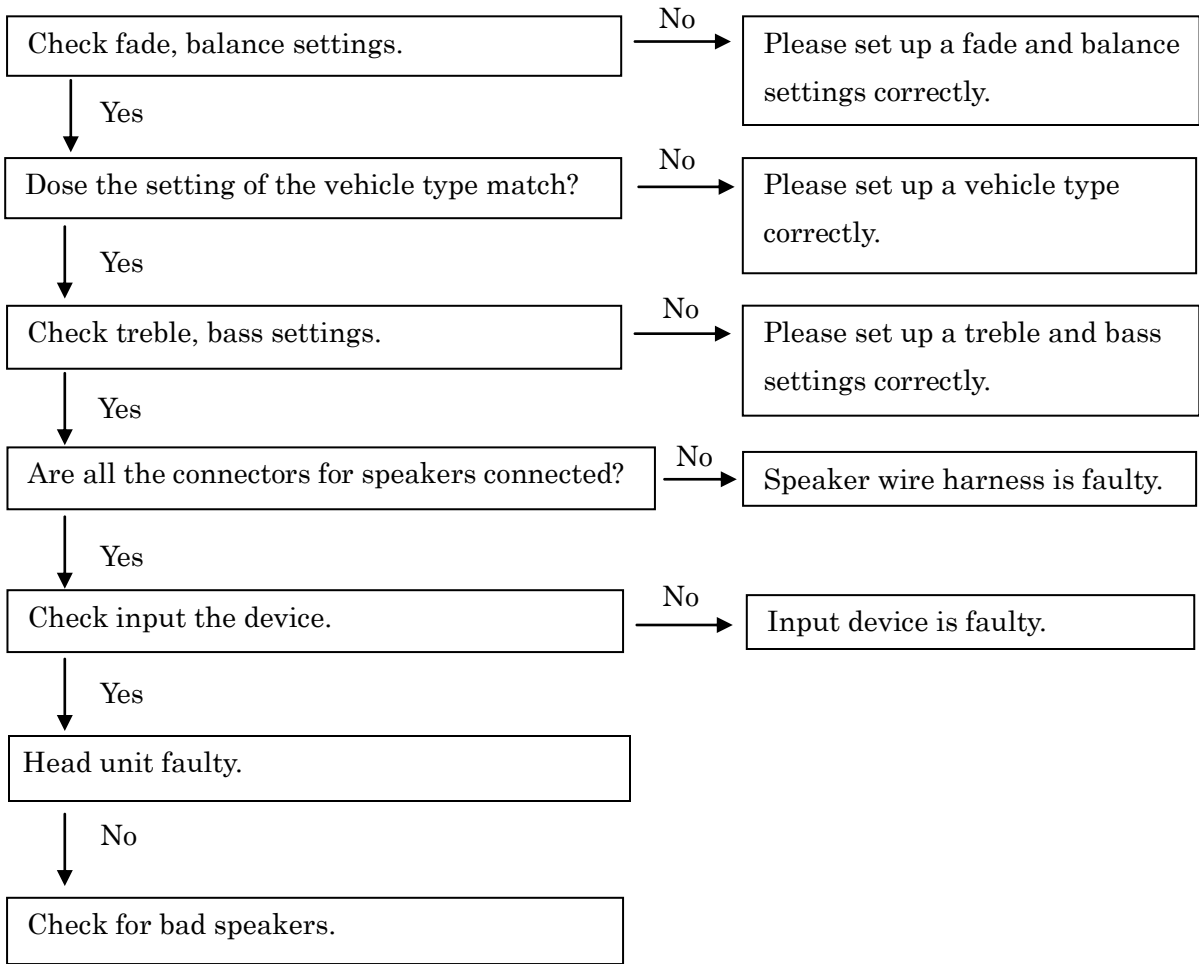 Check fade, balance settings.
No
Please set up a fade and balance
settings correctly.
Yes
Dose the setting of the vehicle type match?
No
Please set up a vehicle type
correctly.
Yes
Check treble, bass settings.
No
Please set up a treble and bass
settings correctly.
Yes
Are all the connectors for speakers connected?
No
Speaker wire harness is faulty.
Yes
Check input the device.
No
Input device is faulty.
Yes
Head unit faulty.
No
Check for bad speakers.